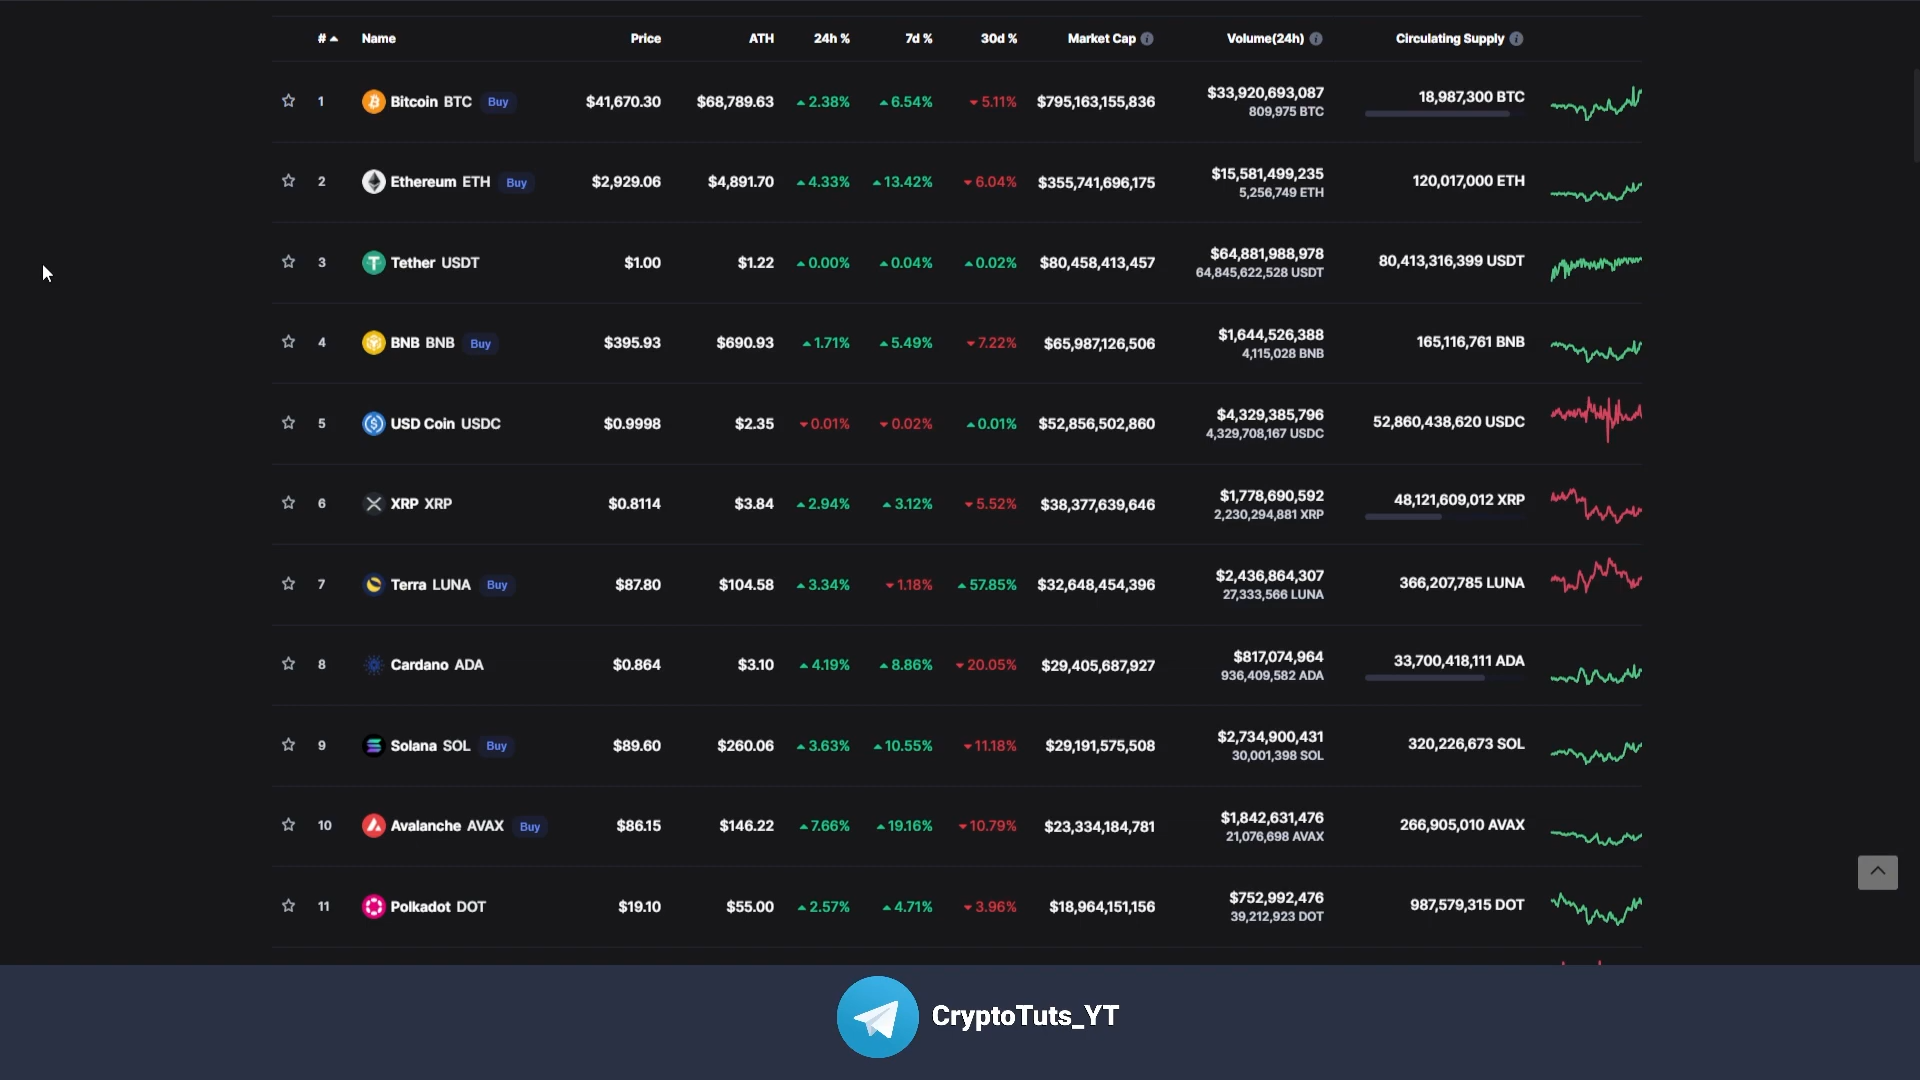 # Name Price ATH 24h % 7d % 30d % Market Cap Volume(24h) Circulating Supply
1 Bitcoin BTC Buy $41,670.30 $68,789.63 2.38% 6.54% 5.11% $795,163,155,836 $33,920,693,087 18,987,300 BTC
809,975 BTC
2 Ethereum ETH Buy $2,929.06 $4,891.70 4.33% 13.42% 6.04% $355,741,696,175 $15,581,499,235 120,017,000 ETH
5,256,749 ETH
3 Tether USDT $1.00 $1.22 0.00% 0.04% 0.02% $80,458,413,457 $64,881,988,978 80,413,316,399 USDT
64,845,622,528 USDT
4 BNB BNB Buy $395.93 $690.93 1.71% 5.49% 7.22% $65,987,126,506 $1,644,526,388 165,116,761 BNB
4,115,028 BNB
5 USD Coin USDC $0.9998 $2.35 0.01% 0.02% 0.01% $52,856,502,860 $4,329,385,796 52,860,438,620 USDC
4,329,708,167 USDC
6 XRP XRP $0.8114 $3.84 2.94% 3.12% 5.52% $38,377,639,646 $1,778,690,592 48,121,609,012 XRP
2,230,294,881 XRP
7 Terra LUNA Buy $87.80 $104.58 3.34% 1.18% 57.85% $32,648,454,396 $2,436,864,307 366,207,785 LUNA
27,333,566 LUNA
8 Cardano ADA $0.864 $3.10 4.19% 8.86% 20.05% $29,405,687,927 $817,074,964 33,700,418,111 ADA
936,409,582 ADA
9 Solana SOL Buy $89.60 $260.06 3.63% 10.55% 11.18% $29,191,575,508 $2,734,900,431 320,226,673 SOL
30,001,398 SOL
10 Avalanche AVAX Buy $86.15 $146.22 7.66% 19.16% 10.79% $23,334,184,781 $1,842,631,476 266,905,010 AVAX
21,076,698 AVAX
11 Polkadot DOT $19.10 $55.00 2.57% 4.71% 3.96% $18,964,151,156 $752,992,476 987,579,315 DOT
39,212,923 DOT
CryptoTuts_YT